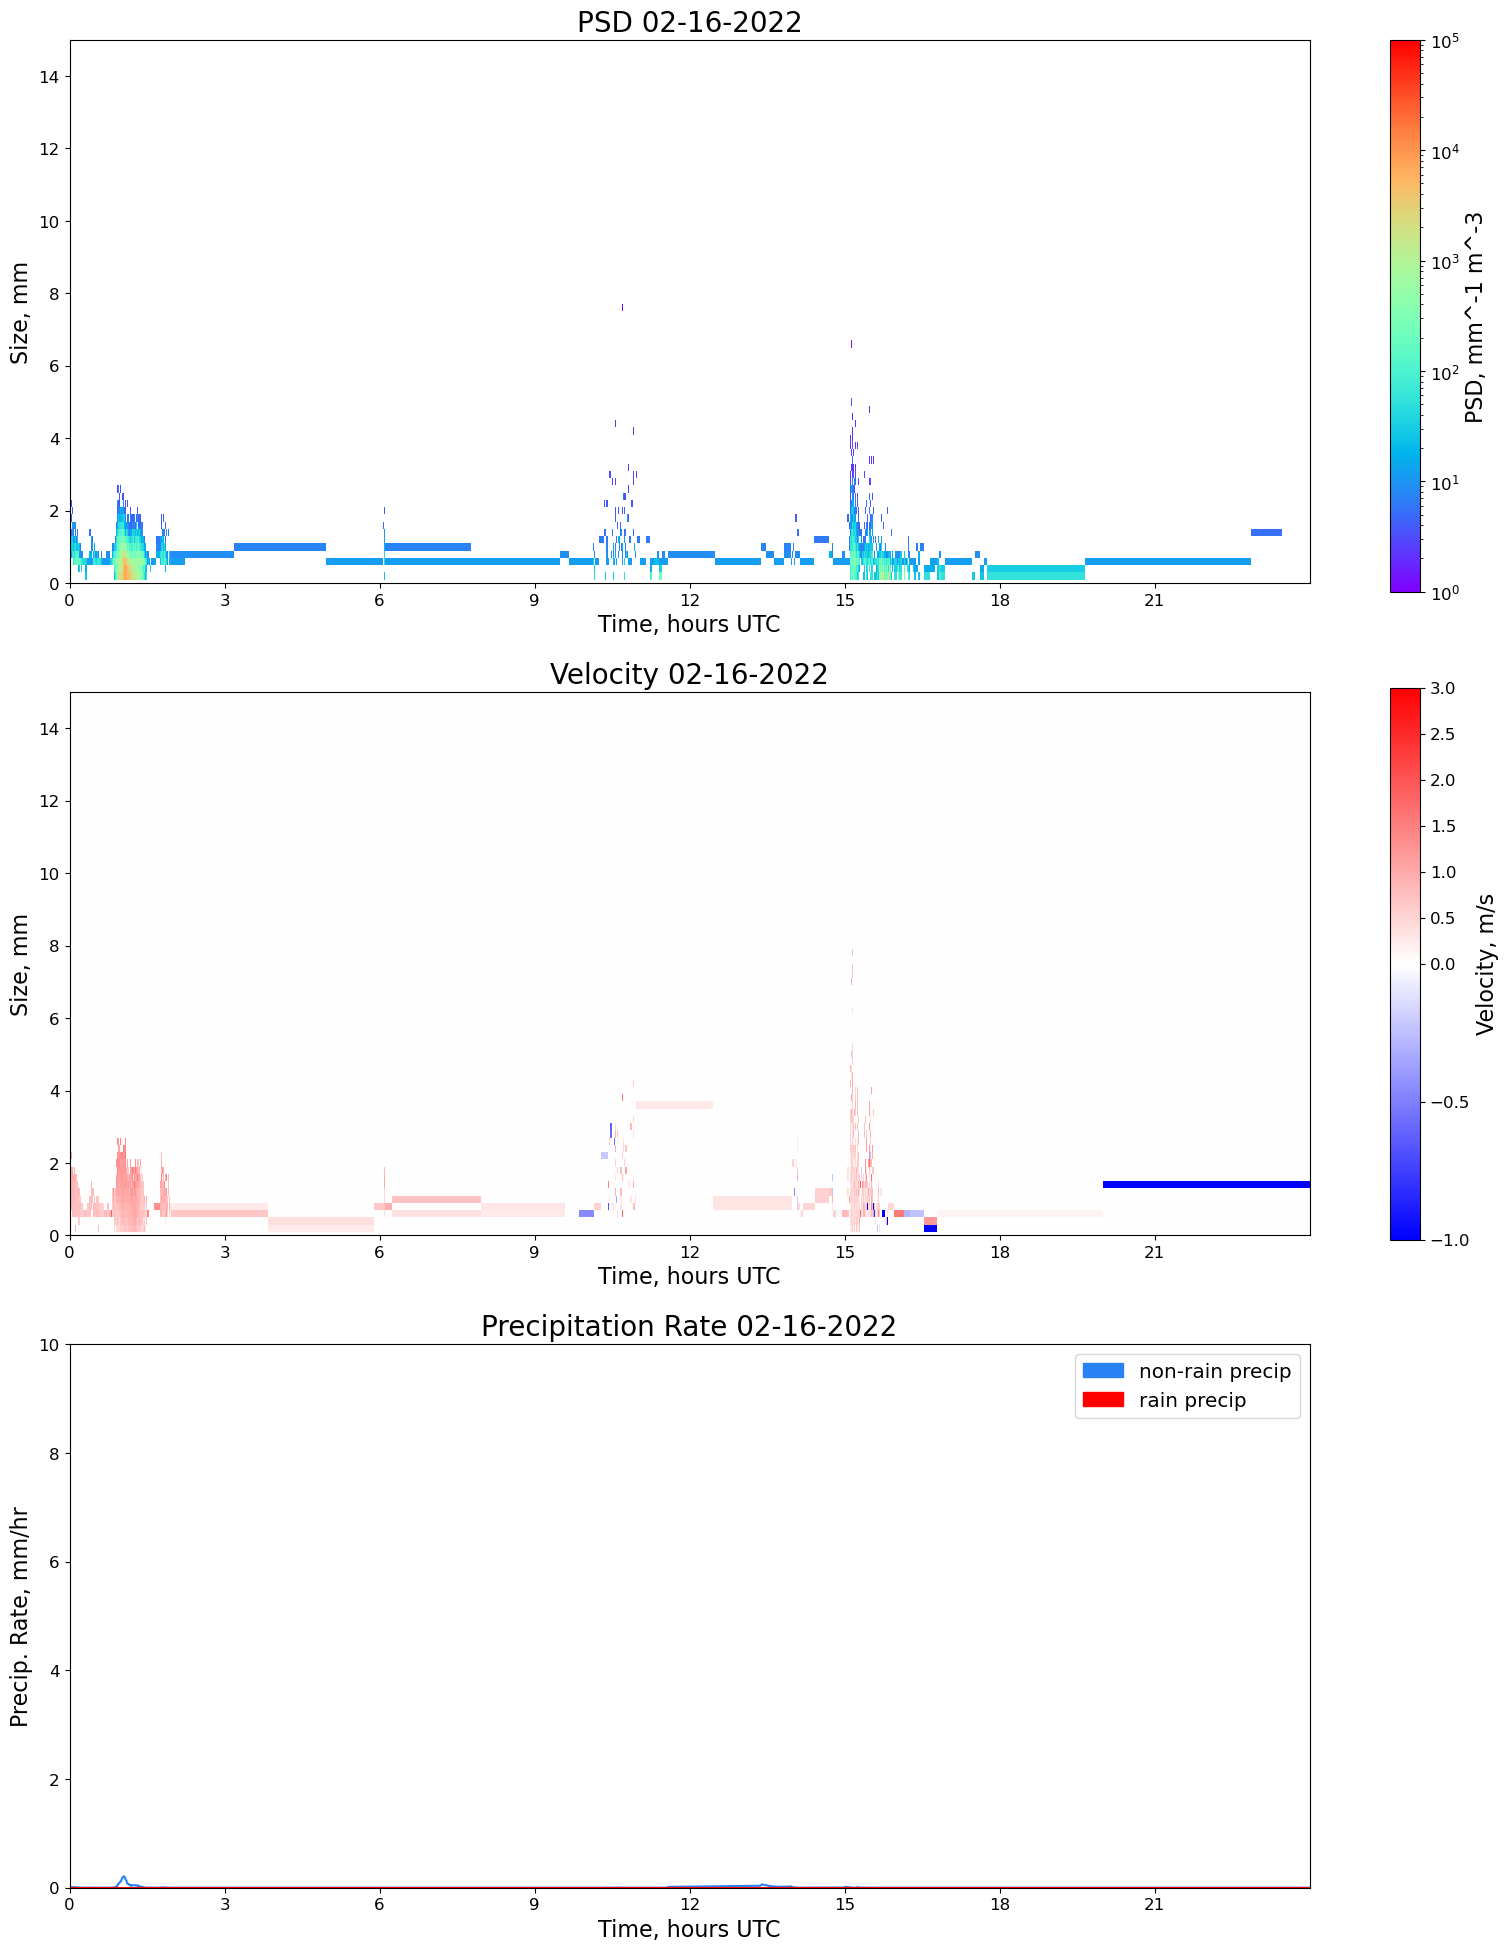 PSD 02-16-2022
14
12
10
8
6
4
2
0
Size, mm
0 3 6 9 12 15 18 21
Time, hours UTC
10^5
10^4
10^3
10^2
10^1
10^0
PSD, mm^-1 m^-3
Velocity 02-16-2022
14
12
10
8
6
4
2
0
Size, mm
0 3 6 9 12 15 18 21
Time, hours UTC
3.0
2.5
2.0
1.5
1.0
0.5
0.0
−0.5
−1.0
Velocity, m/s
Precipitation Rate 02-16-2022
10
8
6
4
2
0
Precip. Rate, mm/hr
non-rain precip
rain precip
0 3 6 9 12 15 18 21
Time, hours UTC